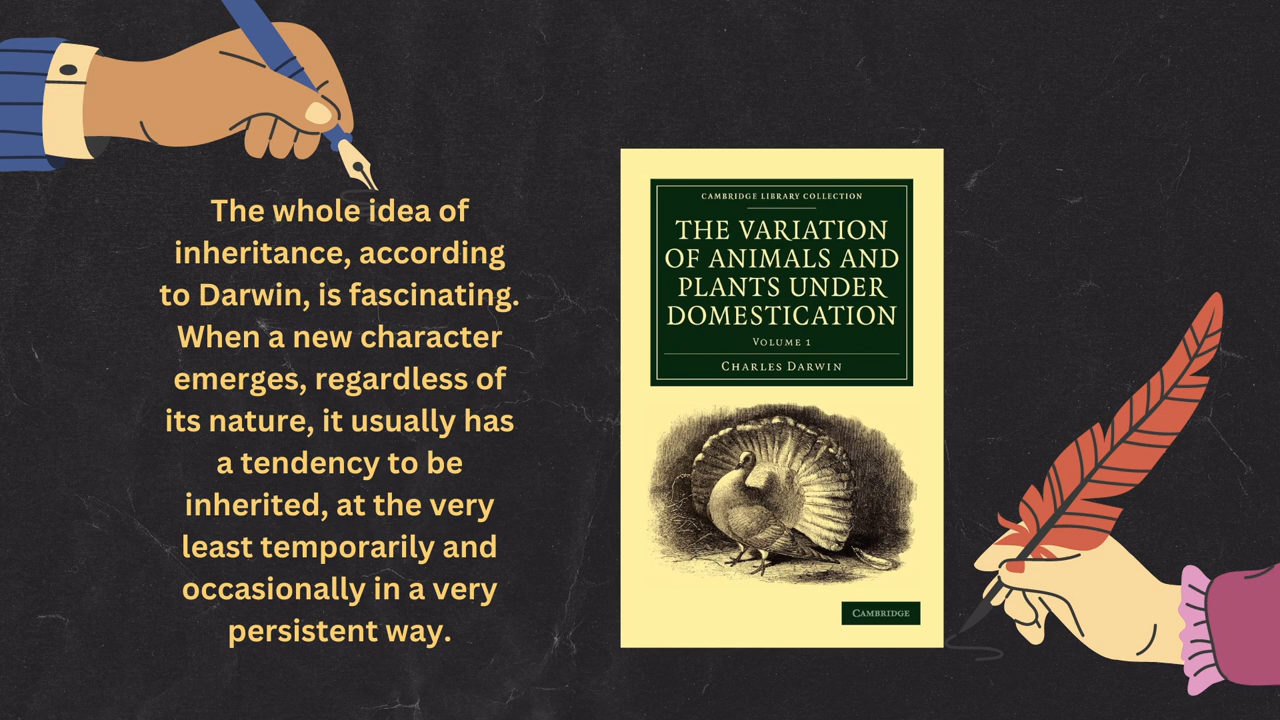 The whole idea of
inheritance, according
to Darwin, is fascinating.
When a new character
emerges, regardless of
its nature, it usually has
a tendency to be
inherited, at the very
least temporarily and
occasionally in a very
persistent way.
CAMBRIDGE LIBRARY COLLECTION
THE VARIATION
OF ANIMALS AND
PLANTS UNDER
DOMESTICATION
VOLUME 1
CHARLES DARWIN
CAMBRIDGE